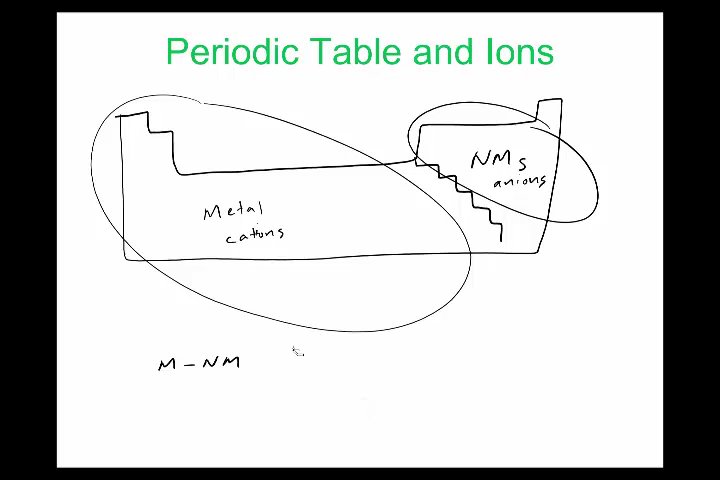 Periodic Table and Ions
NMs
anions
Metal
cations
M - NM